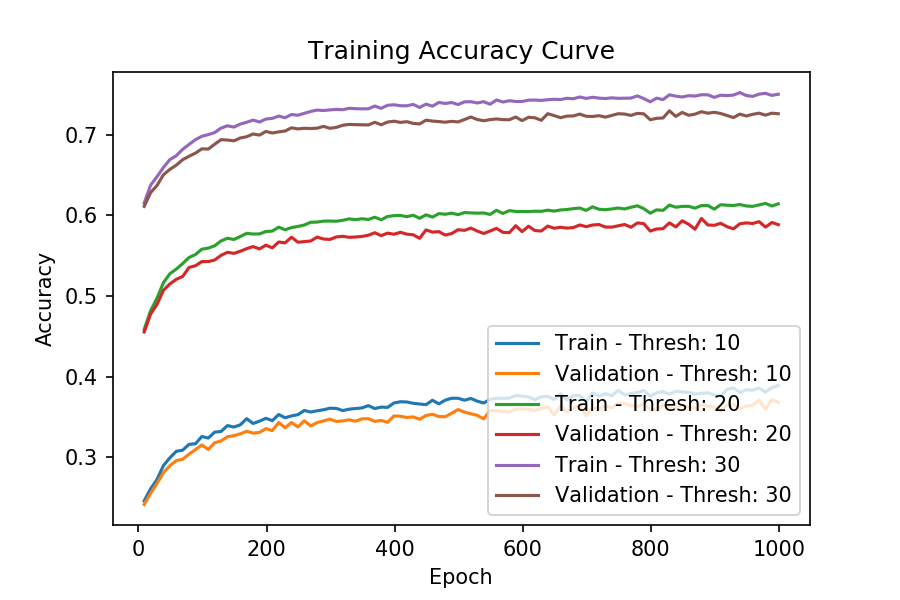 Training Accuracy Curve
Accuracy
0.7
0.6
0.5
0.4
0.3
Train - Thresh: 10
Validation - Thresh: 10
Train - Thresh: 20
Validation - Thresh: 20
Train - Thresh: 30
Validation - Thresh: 30
0 200 400 600 800 1000
Epoch